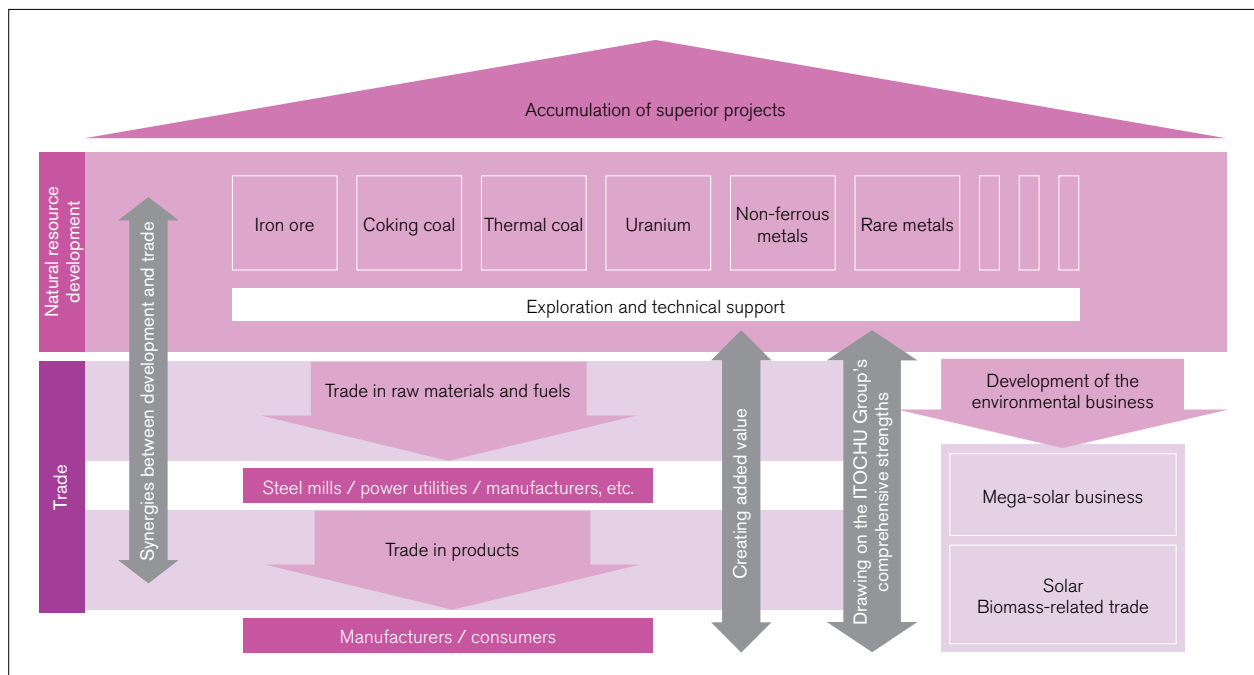 Accumulation of superior projects
Natural resource
development
Iron ore
Coking coal
Thermal coal
Uranium
Non-ferrous
metals
Rare metals
Exploration and technical support
Synergies between development and trade
Trade
Trade in raw materials and fuels
Steel mills / power utilities / manufacturers, etc.
Trade in products
Manufacturers / consumers
Creating added value
Drawing on the ITOCHU Group's
comprehensive strengths
Development of the
environmental business
Mega-solar business
Solar
Biomass-related trade